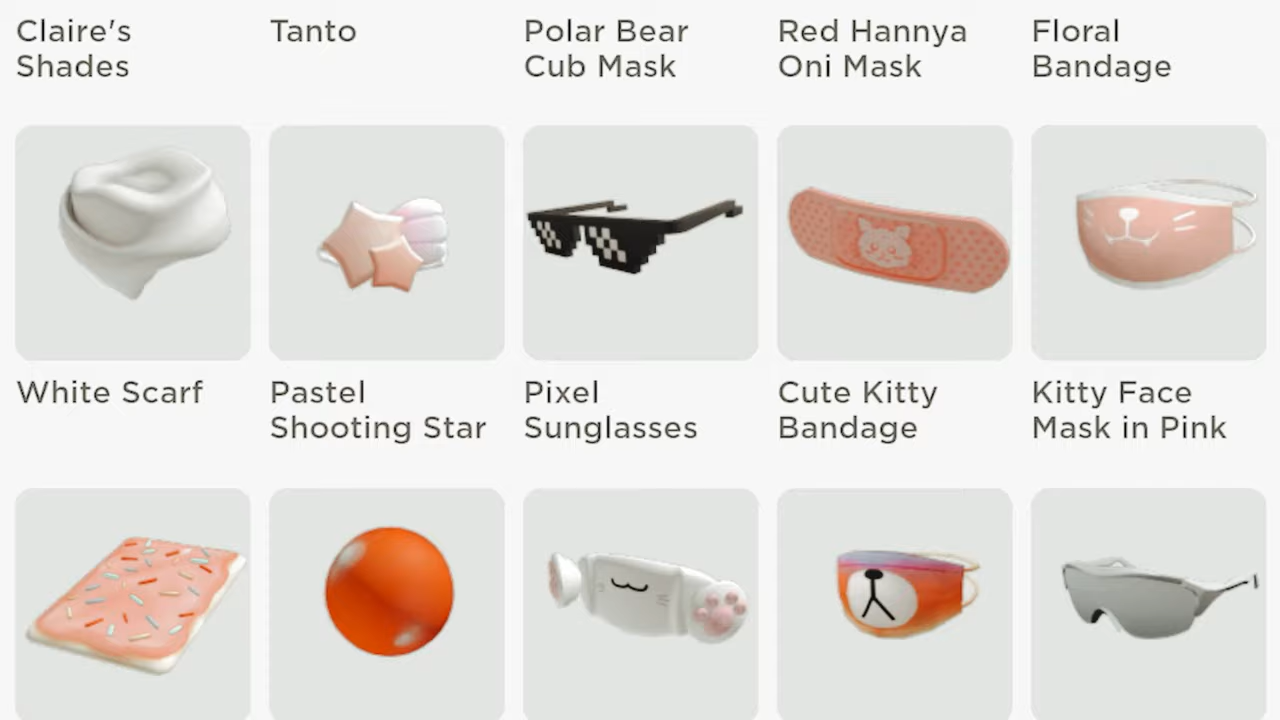 Claire's
Shades
Tanto
Polar Bear
Cub Mask
Red Hannya
Oni Mask
Floral
Bandage
White Scarf
Pastel
Shooting Star
Pixel
Sunglasses
Cute Kitty
Bandage
Kitty Face
Mask in Pink